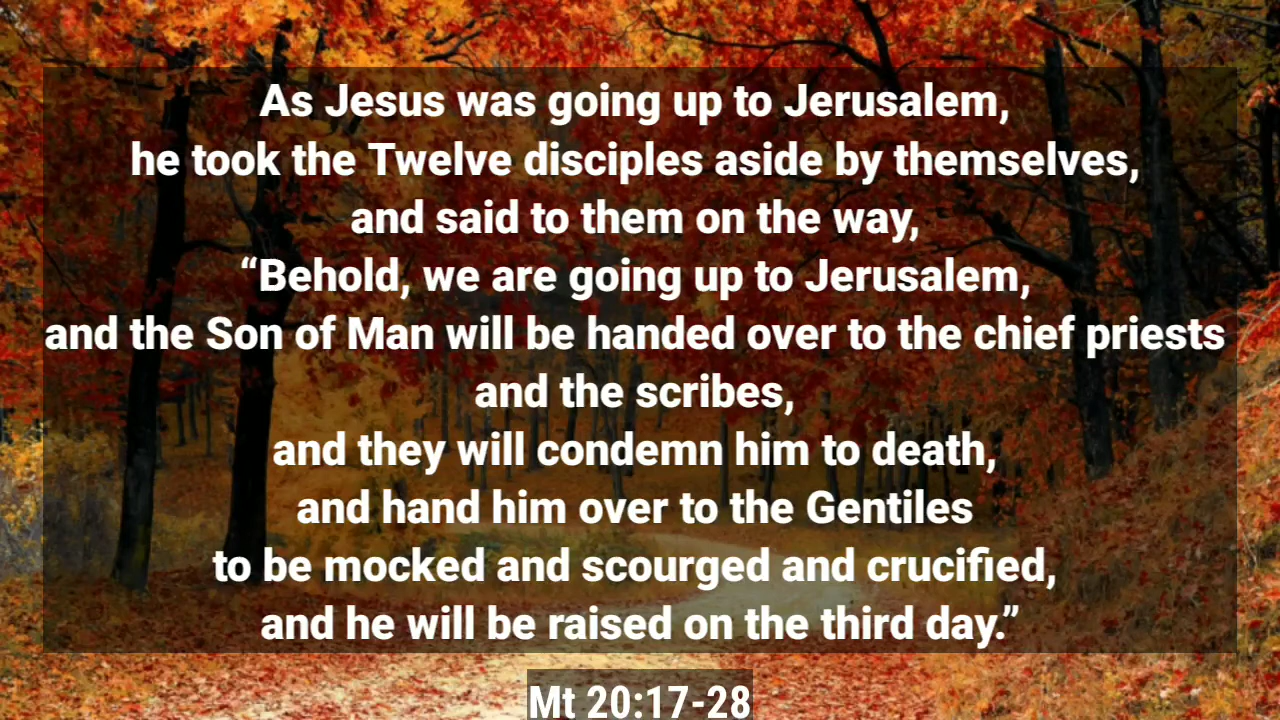 As Jesus was going up to Jerusalem,
he took the Twelve disciples aside by themselves,
and said to them on the way,
“Behold, we are going up to Jerusalem,
and the Son of Man will be handed over to the chief priests
and the scribes,
and they will condemn him to death,
and hand him over to the Gentiles
to be mocked and scourged and crucified,
and he will be raised on the third day.”
Mt 20:17-28